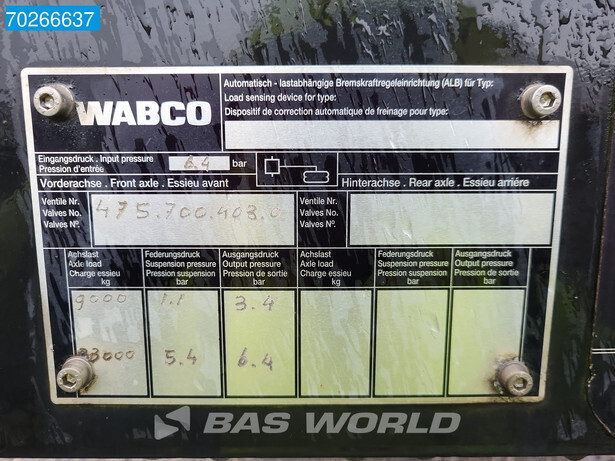 70266637
WABCO
Automatisch - lastabhängige Bremskraftregeleinrichtung (ALB) für Typ:
Load sensing device for type:
Dispositif de correction automatique de freinage pour type:
Eingangsdruck . Input pressure
Pression d'entrée
6.4 bar
Vorderachse . Front axle . Essieu avant
Hinterachse . Rear axle . Essieu arriére
Ventile Nr.
Valves No.
Valves Nº.
475.700.403.0
Ventile Nr.
Valves No.
Valves Nº.
Achslast
Axle load
Charge essieu
kg
Federungsdruck
Suspension pressure
Pression suspension
bar
Ausgangsdruck
Output pressure
Pression de sortie
bar
Achslast
Axle load
Charge essieu
kg
Federungsdruck
Suspension pressure
Pression suspension
bar
Ausgangsdruck
Output pressure
Pression de sortie
bar
9000 1.1 3.4
5.4 6.4
BAS WORLD